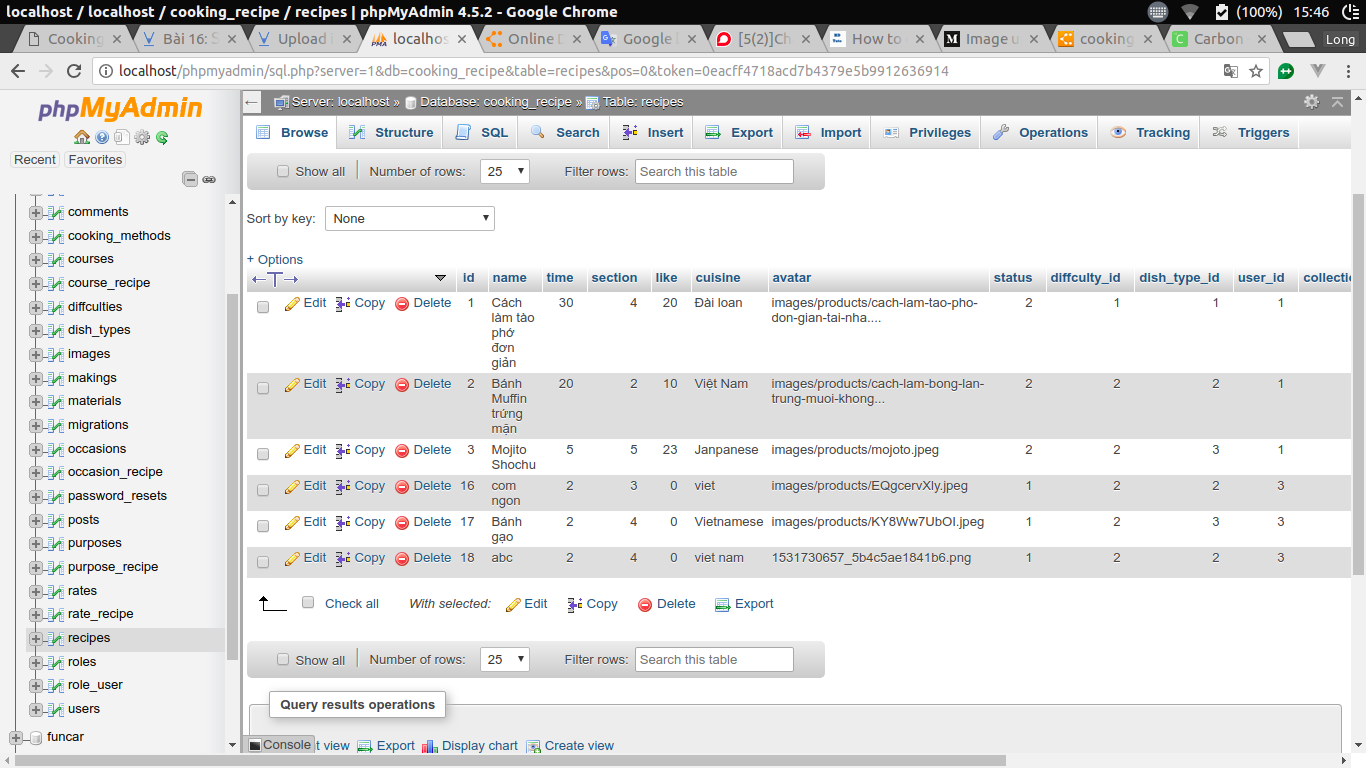 localhost / localhost / cooking_recipe / recipes | phpMyAdmin 4.5.2 - Google Chrome (100%) 15:46
Cooking Bài 16: S Upload localhos Online D Google [5(2)]Ch How to Image u cooking Carbon Long
localhost/phpmyadmin/sql.php?server=1&db=cooking_recipe&table=recipes&pos=0&token=0eacff4718acd7b4379e5b9912636914
phpMyAdmin
Recent Favorites
comments
cooking_methods
courses
course_recipe
diffculties
dish_types
images
makings
materials
migrations
occasions
occasion_recipe
password_resets
posts
purposes
purpose_recipe
rates
rate_recipe
recipes
roles
role_user
users
funcar
Server: localhost » Database: cooking_recipe » Table: recipes
Browse Structure SQL Search Insert Export Import Privileges Operations Tracking Triggers
Show all Number of rows: 25 Filter rows: Search this table
Sort by key: None
+ Options
id name time section like cuisine avatar status diffculty_id dish_type_id user_id collectio
Edit Copy Delete 1 Cách làm tào phớ đơn giản 30 4 20 Đài loan images/products/cach-lam-tao-pho-don-gian-tai-nha.... 2 1 1 1
Edit Copy Delete 2 Bánh Muffin trứng mặn 20 2 10 Việt Nam images/products/cach-lam-bong-lan-trung-muoi-khong... 2 2 2 1
Edit Copy Delete 3 Mojito Shochu 5 5 23 Janpanese images/products/mojoto.jpeg 2 2 3 1
Edit Copy Delete 16 com ngon 2 3 0 viet images/products/EQgcervXly.jpeg 1 2 2 3
Edit Copy Delete 17 Bánh gạo 2 4 0 Vietnamese images/products/KY8Ww7UbOI.jpeg 1 2 3 3
Edit Copy Delete 18 abc 2 4 0 viet nam 1531730657_5b4c5ae1841b6.png 1 2 2 3
Check all With selected: Edit Copy Delete Export
Show all Number of rows: 25 Filter rows: Search this table
Query results operations
Console t view Export Display chart Create view